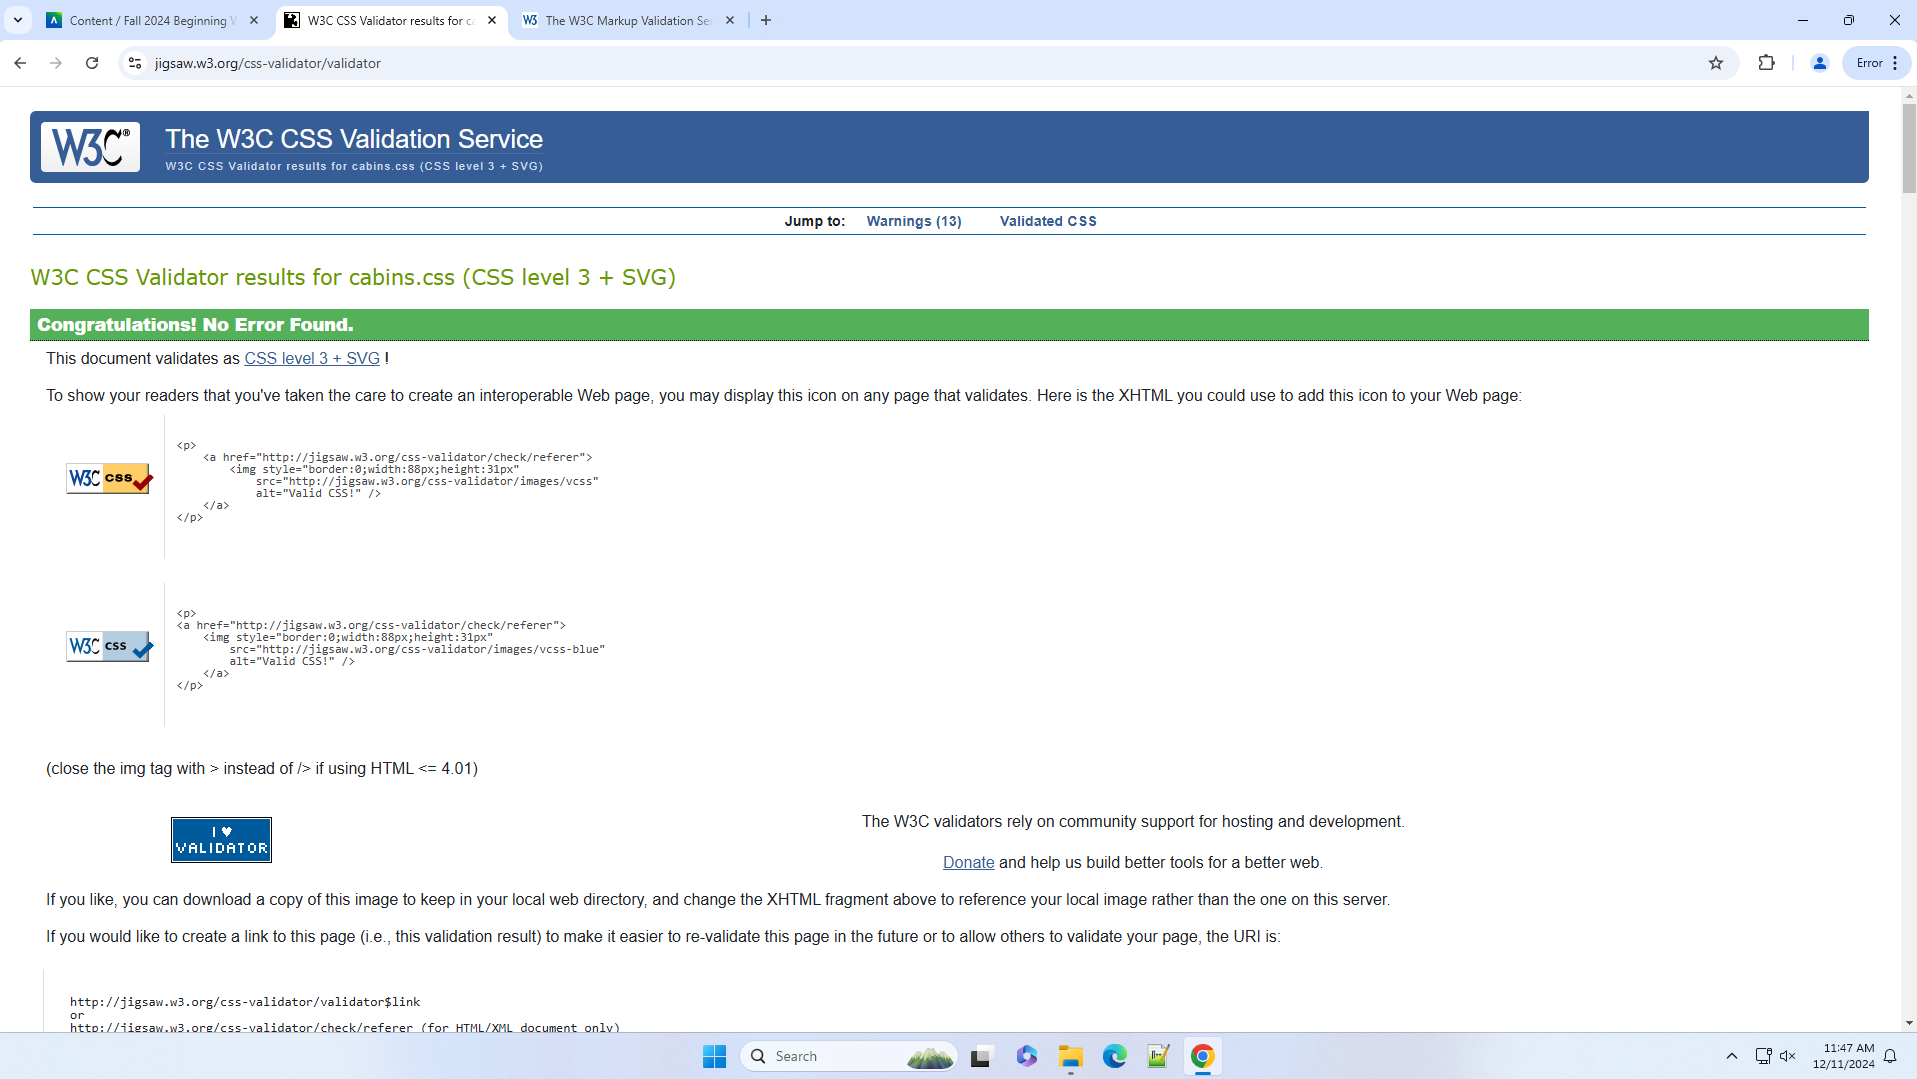 Content / Fall 2024 Beginning W
W3C CSS Validator results for ca
W3 The W3C Markup Validation Se
jigsaw.w3.org/css-validator/validator
Error
W3C® The W3C CSS Validation Service
W3C CSS Validator results for cabins.css (CSS level 3 + SVG)
Jump to: Warnings (13) Validated CSS
W3C CSS Validator results for cabins.css (CSS level 3 + SVG)
Congratulations! No Error Found.
This document validates as CSS level 3 + SVG !
To show your readers that you've taken the care to create an interoperable Web page, you may display this icon on any page that validates. Here is the XHTML you could use to add this icon to your Web page:
W3C css
<p>
<a href="http://jigsaw.w3.org/css-validator/check/referer">
<img style="border:0;width:88px;height:31px"
src="http://jigsaw.w3.org/css-validator/images/vcss"
alt="Valid CSS!" />
</a>
</p>
W3C css
<p>
<a href="http://jigsaw.w3.org/css-validator/check/referer">
<img style="border:0;width:88px;height:31px"
src="http://jigsaw.w3.org/css-validator/images/vcss-blue"
alt="Valid CSS!" />
</a>
</p>
(close the img tag with > instead of /> if using HTML <= 4.01)
I ♥
VALIDATOR
The W3C validators rely on community support for hosting and development.
Donate and help us build better tools for a better web.
If you like, you can download a copy of this image to keep in your local web directory, and change the XHTML fragment above to reference your local image rather than the one on this server.
If you would like to create a link to this page (i.e., this validation result) to make it easier to re-validate this page in the future or to allow others to validate your page, the URI is:
http://jigsaw.w3.org/css-validator/validator$link
or
http://jigsaw.w3.org/css-validator/check/referer (for HTML/XML document only)
Search
11:47 AM
12/11/2024